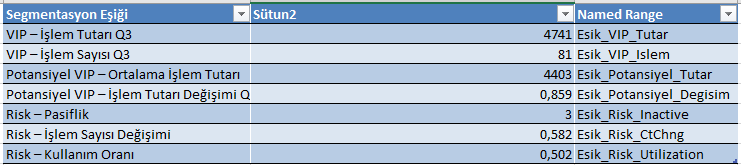 Segmentasyon Eşiği Sütun2 Named Range
VIP – İşlem Tutarı Q3 4741 Esik_VIP_Tutar
VIP – İşlem Sayısı Q3 81 Esik_VIP_Islem
Potansiyel VIP – Ortalama İşlem Tutarı 4403 Esik_Potansiyel_Tutar
Potansiyel VIP – İşlem Tutarı Değişimi Q 0,859 Esik_Potansiyel_Degisim
Risk – Pasiflik 3 Esik_Risk_Inactive
Risk – İşlem Sayısı Değişimi 0,582 Esik_Risk_CtChng
Risk – Kullanım Oranı 0,502 Esik_Risk_Utilization